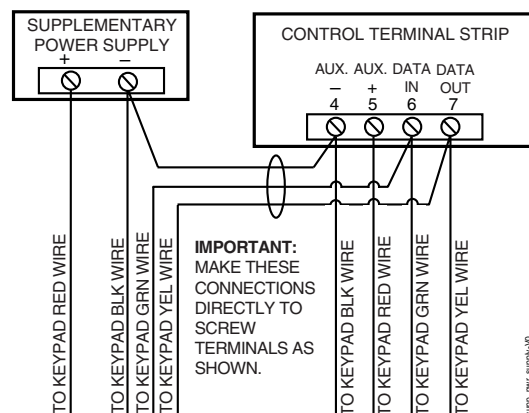 SUPPLEMENTARY
POWER SUPPLY
+ –
CONTROL TERMINAL STRIP
AUX. AUX. DATA DATA
– + IN OUT
4 5 6 7
IMPORTANT:
MAKE THESE
CONNECTIONS
DIRECTLY TO
SCREW
TERMINALS AS
SHOWN.
TO KEYPAD RED WIRE
TO KEYPAD BLK WIRE
TO KEYPAD GRN WIRE
TO KEYPAD YEL WIRE
TO KEYPAD BLK WIRE
TO KEYPAD RED WIRE
TO KEYPAD GRN WIRE
TO KEYPAD YEL WIRE